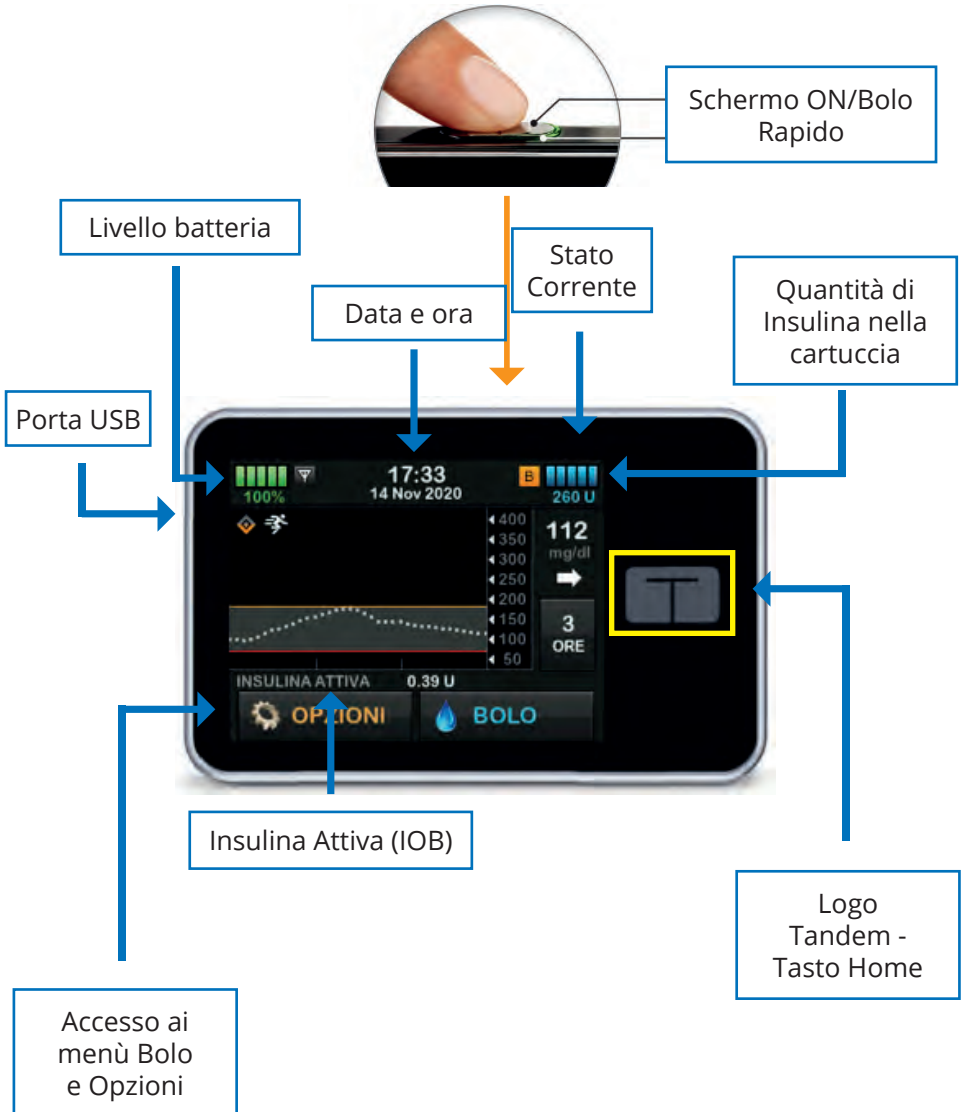 Schermo ON/Bolo
Rapido
Livello batteria
Stato
Corrente
Data e ora
Quantità di
Insulina nella
cartuccia
Porta USB
17:33
14 Nov 2020
100%
B
260 U
400
350
300
250
200
150
100
50
112
mg/dl
3
ORE
INSULINA ATTIVA 0.39 U
OPZIONI
BOLO
Insulina Attiva (IOB)
Logo
Tandem -
Tasto Home
Accesso ai
menù Bolo
e Opzioni